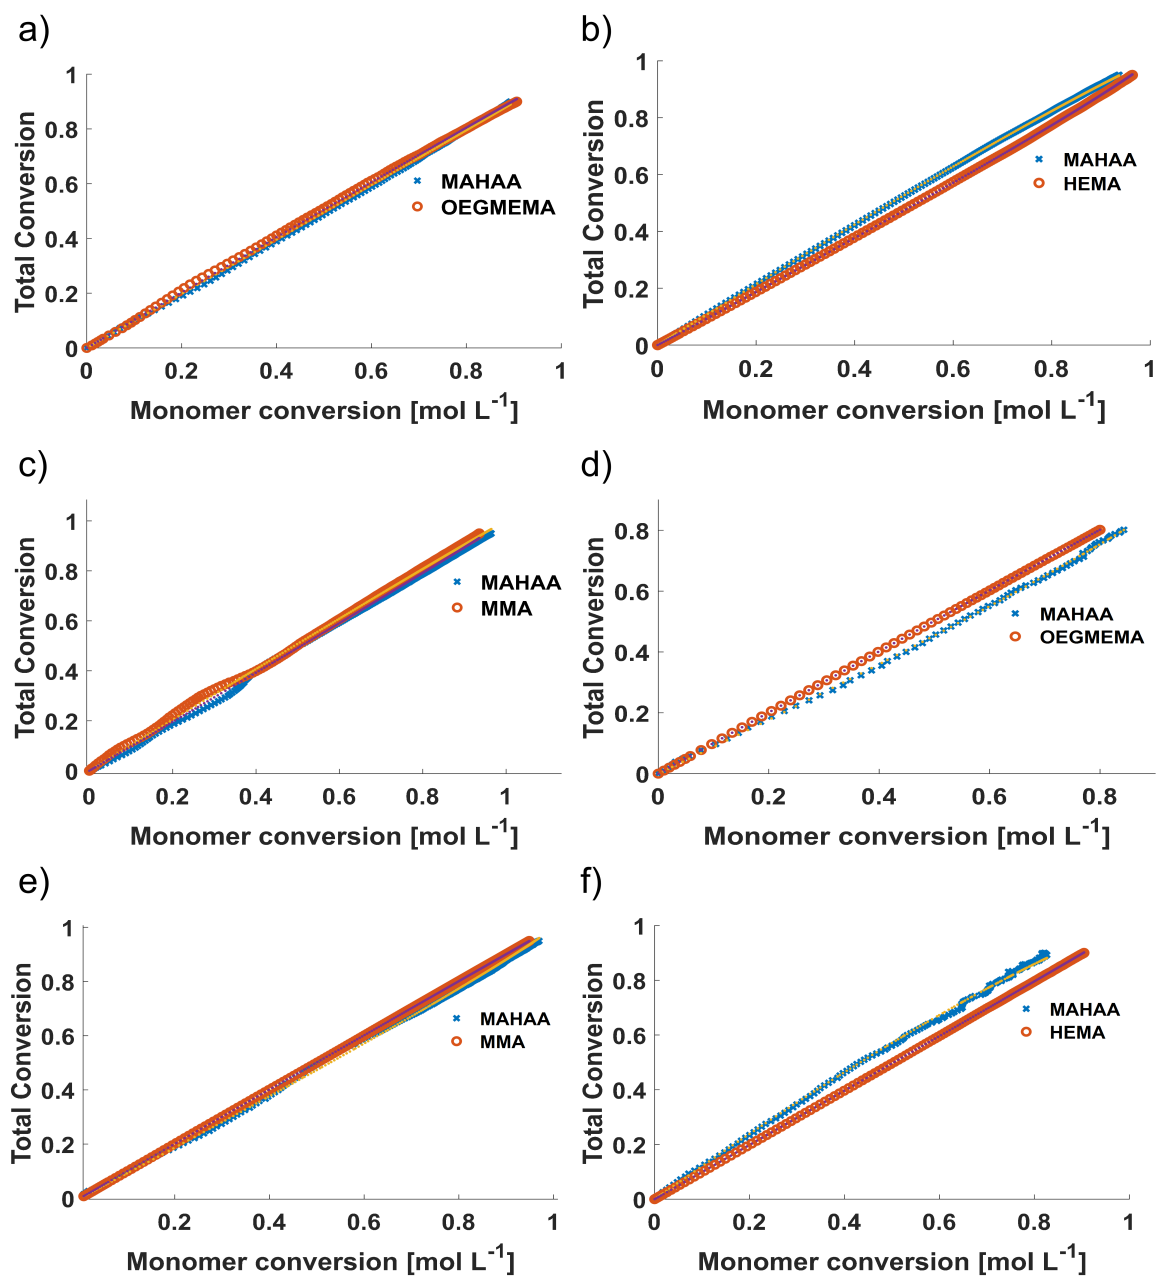 a)
1
0.8
0.6
0.4
0.2
0
0 0.2 0.4 0.6 0.8 1
Total Conversion
Monomer conversion [mol L-1]
MAHAA
OEGMEMA
b)
1
0.8
0.6
0.4
0.2
0
0 0.2 0.4 0.6 0.8 1
Total Conversion
Monomer conversion [mol L-1]
MAHAA
HEMA
c)
1
0.8
0.6
0.4
0.2
0
0 0.2 0.4 0.6 0.8 1
Total Conversion
Monomer conversion [mol L-1]
MAHAA
MMA
d)
0.8
0.6
0.4
0.2
0
0 0.2 0.4 0.6 0.8
Total Conversion
Monomer conversion [mol L-1]
MAHAA
OEGMEMA
e)
1
0.8
0.6
0.4
0.2
0
0.2 0.4 0.6 0.8 1
Total Conversion
Monomer conversion [mol L-1]
MAHAA
MMA
f)
1
0.8
0.6
0.4
0.2
0
0 0.2 0.4 0.6 0.8 1
Total Conversion
Monomer conversion [mol L-1]
MAHAA
HEMA